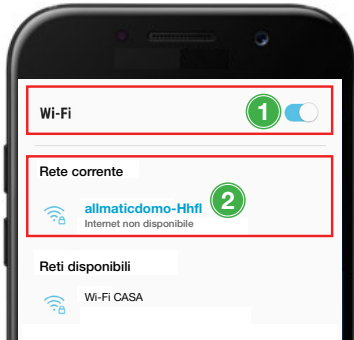 Wi-Fi
1
Rete corrente
allmaticdomo-Hhfl
2
Internet non disponibile
Reti disponibili
Wi-Fi CASA